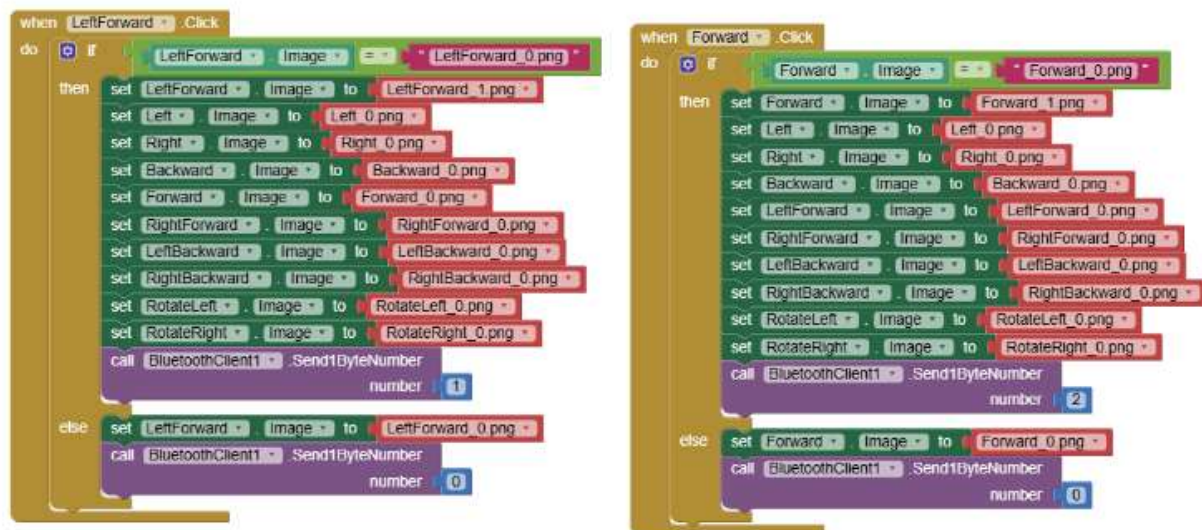 when LeftForward .Click
do if LeftForward . Image = " LeftForward_0.png "
then set LeftForward . Image to LeftForward_1.png
set Left . Image to Left_0.png
set Right . Image to Right_0.png
set Backward . Image to Backward_0.png
set Forward . Image to Forward_0.png
set RightForward . Image to RightForward_0.png
set LeftBackward . Image to LeftBackward_0.png
set RightBackward . Image to RightBackward_0.png
set RotateLeft . Image to RotateLeft_0.png
set RotateRight . Image to RotateRight_0.png
call BluetoothClient1 .Send1ByteNumber
number 1
else set LeftForward . Image to LeftForward_0.png
call BluetoothClient1 .Send1ByteNumber
number 0
when Forward .Click
do if Forward . Image = " Forward_0.png "
then set Forward . Image to Forward_1.png
set Left . Image to Left_0.png
set Right . Image to Right_0.png
set Backward . Image to Backward_0.png
set LeftForward . Image to LeftForward_0.png
set RightForward . Image to RightForward_0.png
set LeftBackward . Image to LeftBackward_0.png
set RightBackward . Image to RightBackward_0.png
set RotateLeft . Image to RotateLeft_0.png
set RotateRight . Image to RotateRight_0.png
call BluetoothClient1 .Send1ByteNumber
number 2
else set Forward . Image to Forward_0.png
call BluetoothClient1 .Send1ByteNumber
number 0